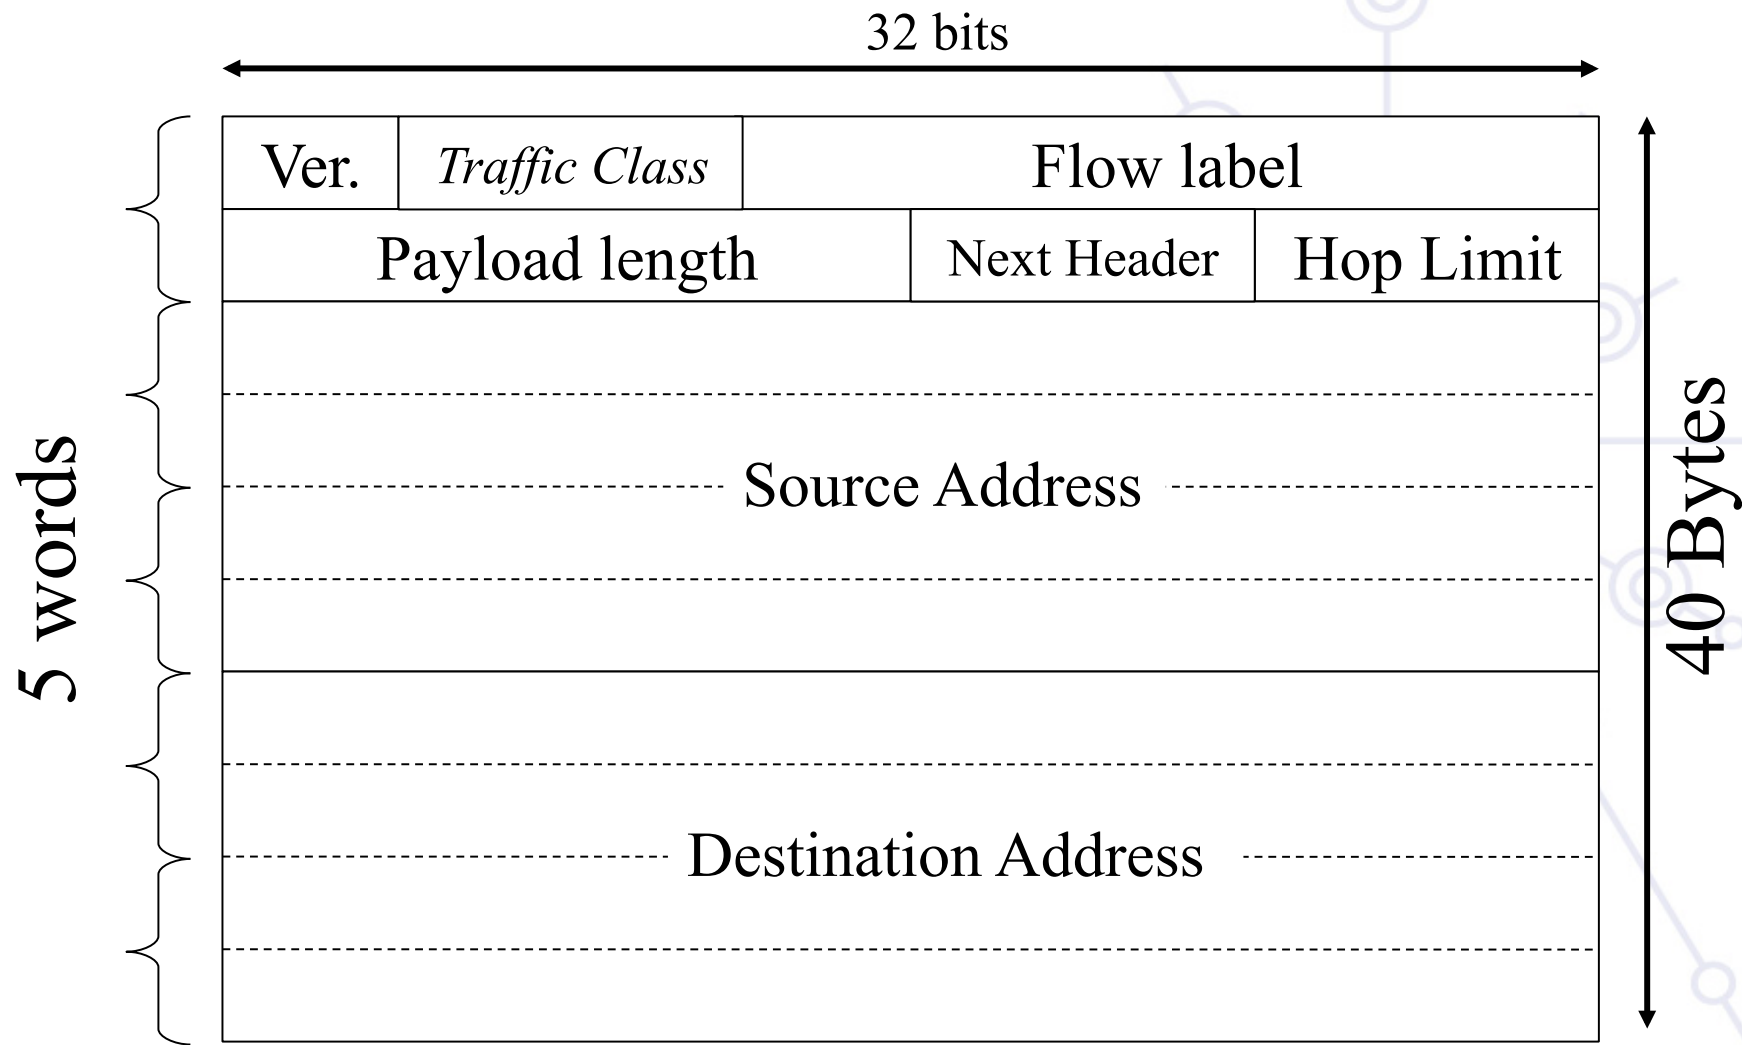 32 bits
Ver. Traffic Class Flow label
Payload length Next Header Hop Limit
Source Address
Destination Address
5 words
40 Bytes